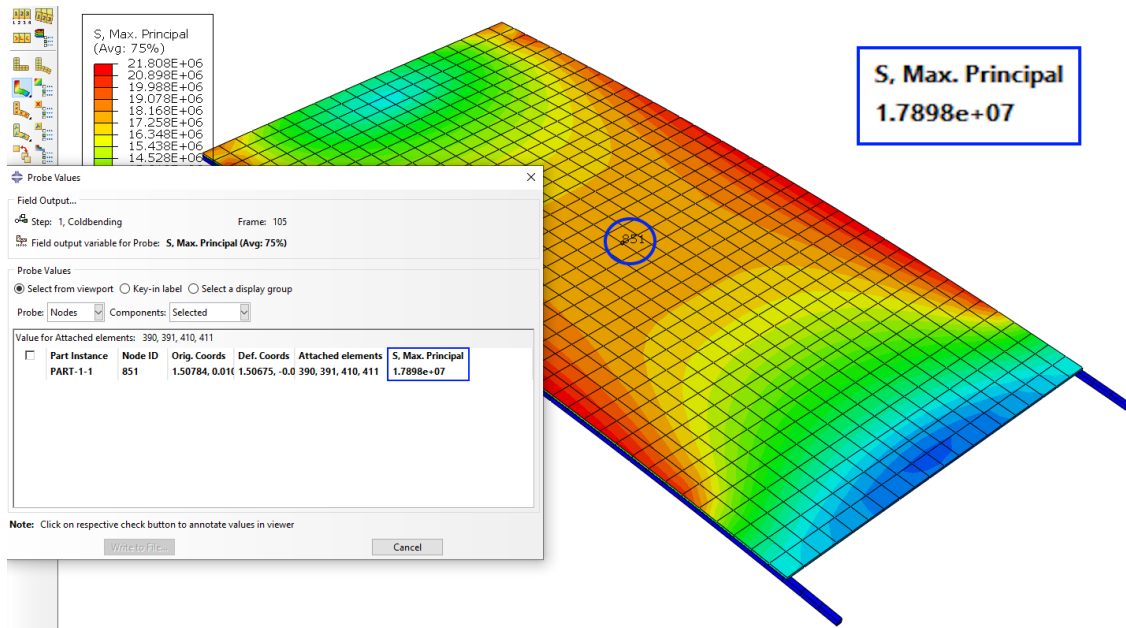 1 2 3 4
S, Max. Principal
(Avg: 75%)
21.808E+06
20.898E+06
19.988E+06
19.078E+06
18.168E+06
17.258E+06
16.348E+06
15.438E+06
14.528E+06
S, Max. Principal
1.7898e+07
851
Probe Values
Field Output...
Step: 1, Coldbending Frame: 105
Field output variable for Probe: S, Max. Principal (Avg: 75%)
Probe Values
Select from viewport Key-in label Select a display group
Probe: Nodes Components: Selected
Value for Attached elements: 390, 391, 410, 411
Part Instance Node ID Orig. Coords Def. Coords Attached elements S, Max. Principal
PART-1-1 851 1.50784, 0.010 1.50675, -0.0 390, 391, 410, 411 1.7898e+07
Note: Click on respective check button to annotate values in viewer
Write to File... Cancel